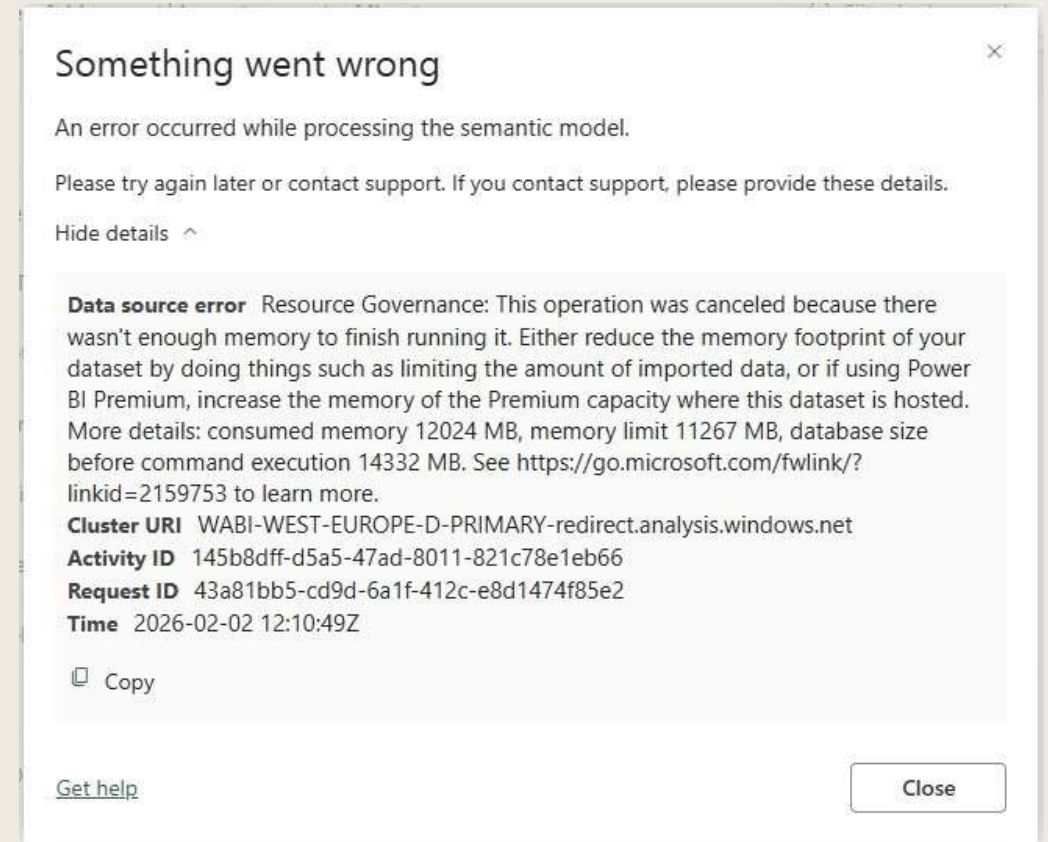 Something went wrong
An error occurred while processing the semantic model.
Please try again later or contact support. If you contact support, please provide these details.
Hide details
Data source error Resource Governance: This operation was canceled because there
wasn't enough memory to finish running it. Either reduce the memory footprint of your
dataset by doing things such as limiting the amount of imported data, or if using Power
BI Premium, increase the memory of the Premium capacity where this dataset is hosted.
More details: consumed memory 12024 MB, memory limit 11267 MB, database size
before command execution 14332 MB. See https://go.microsoft.com/fwlink/?
linkid=2159753 to learn more.
Cluster URI WABI-WEST-EUROPE-D-PRIMARY-redirect.analysis.windows.net
Activity ID 145b8dff-d5a5-47ad-8011-821c78e1eb66
Request ID 43a81bb5-cd9d-6a1f-412c-e8d1474f85e2
Time 2026-02-02 12:10:49Z
Copy
Get help
Close